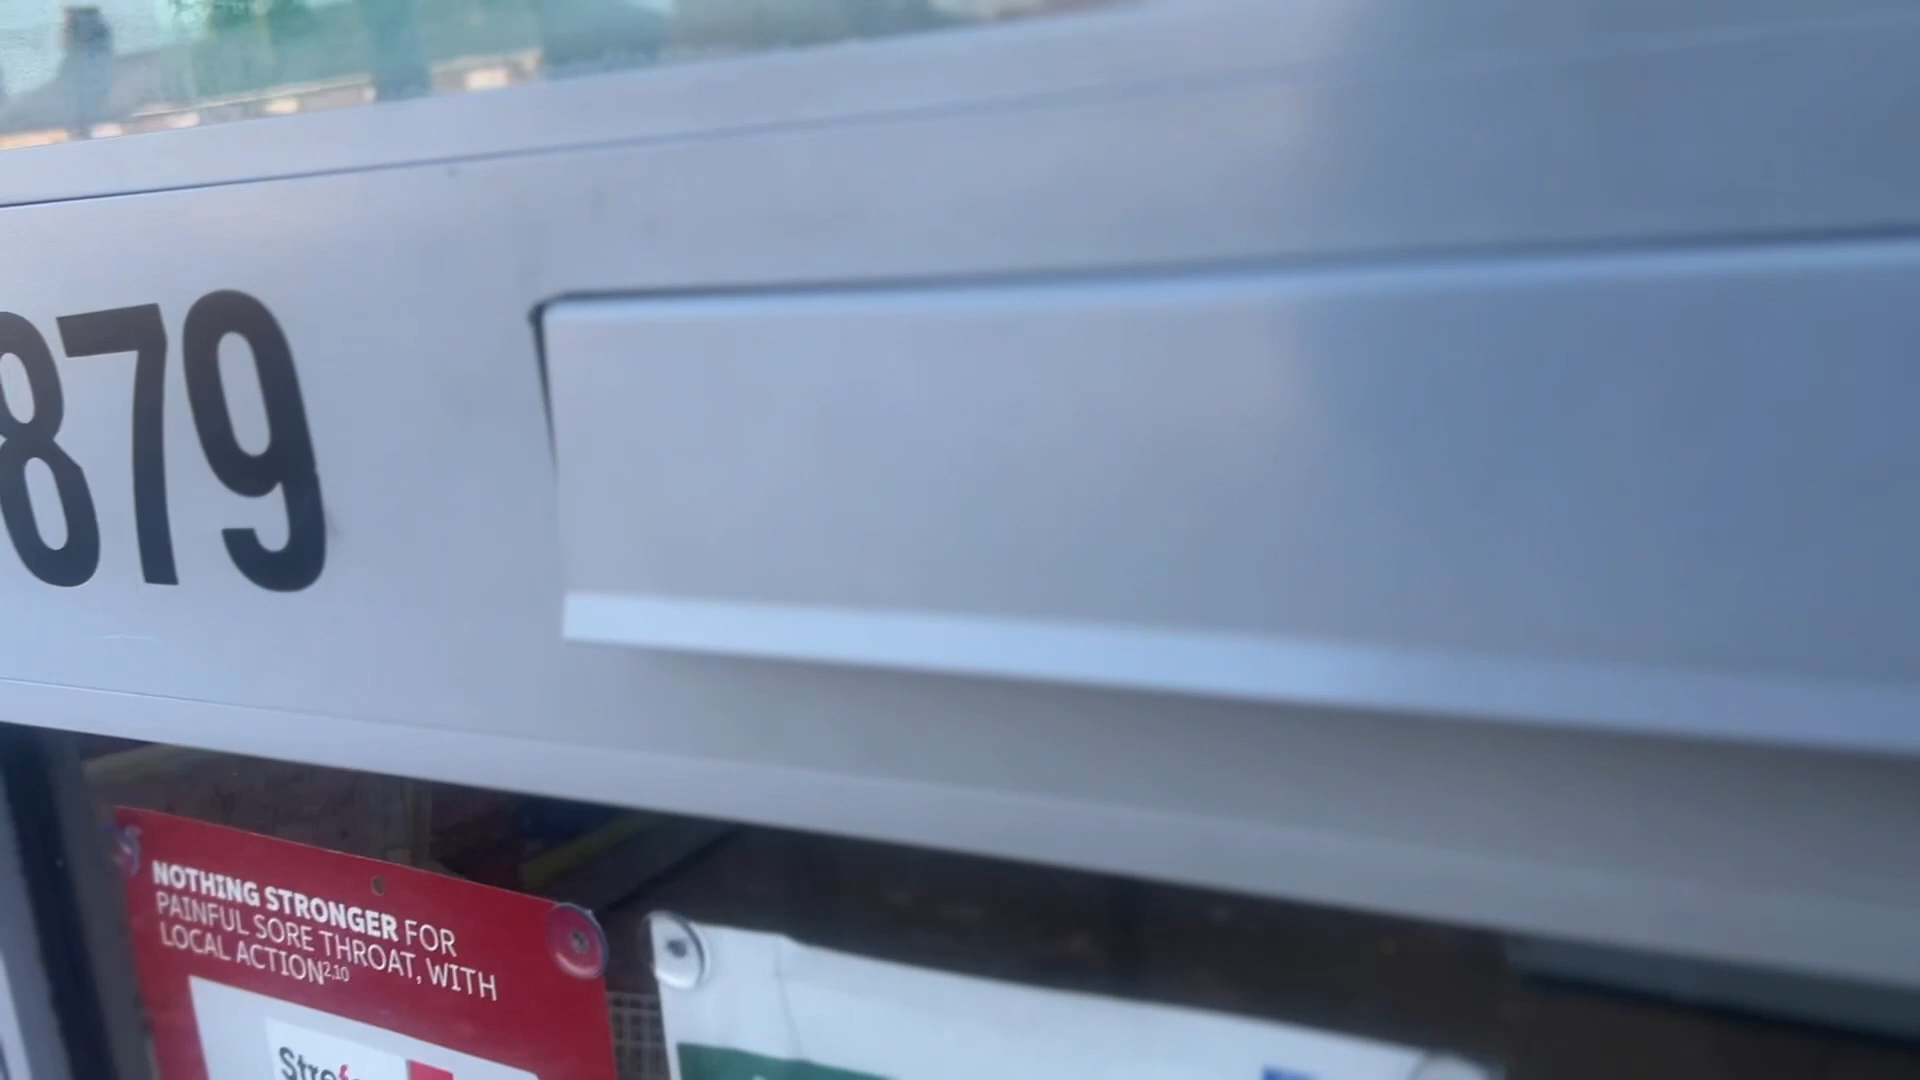 879
NOTHING STRONGER FOR
PAINFUL SORE THROAT, WITH
LOCAL ACTION2,10